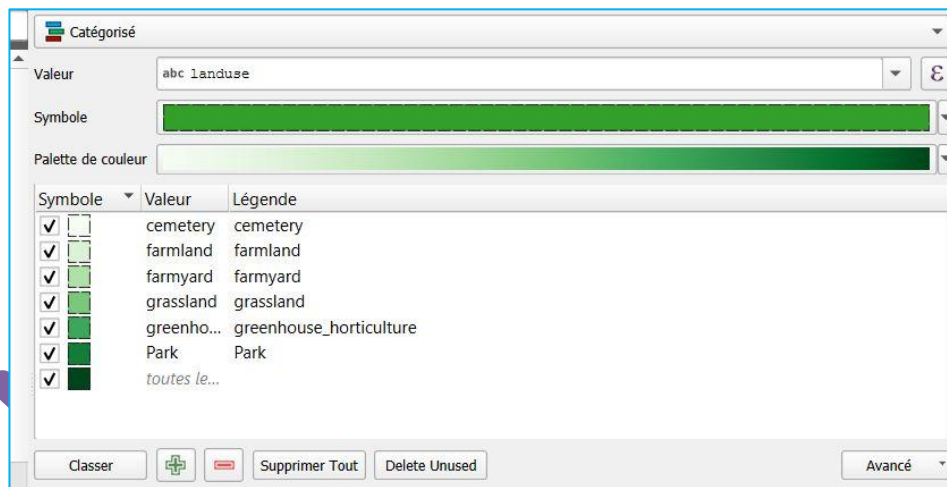 Catégorisé
Valeur abc landuse ε
Symbole
Palette de couleur
Symbole Valeur Légende
cemetery cemetery
farmland farmland
farmyard farmyard
grassland grassland
greenho... greenhouse_horticulture
Park Park
toutes le...
Classer Supprimer Tout Delete Unused Avancé